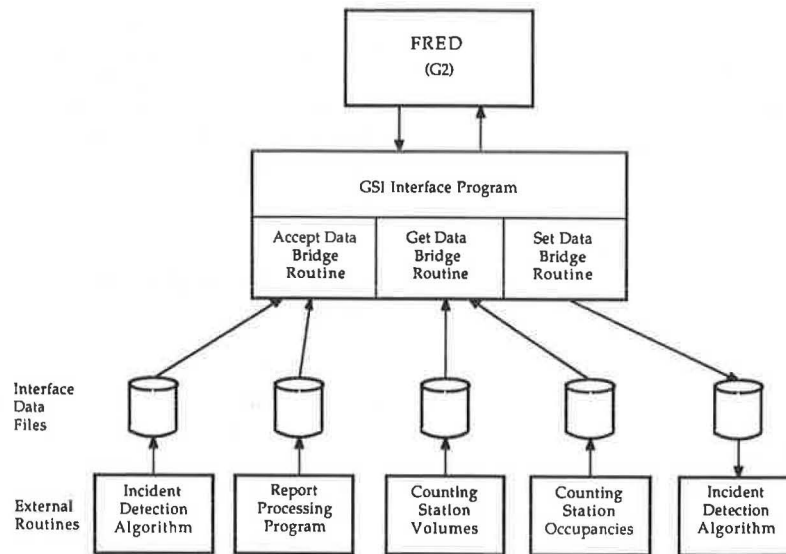 FRED
(G2)
GSI Interface Program
Accept Data
Bridge
Routine
Get Data
Bridge
Routine
Set Data
Bridge
Routine
Interface
Data
Files
External
Routines
Incident
Detection
Algorithm
Report
Processing
Program
Counting
Station
Volumes
Counting
Station
Occupancies
Incident
Detection
Algorithm